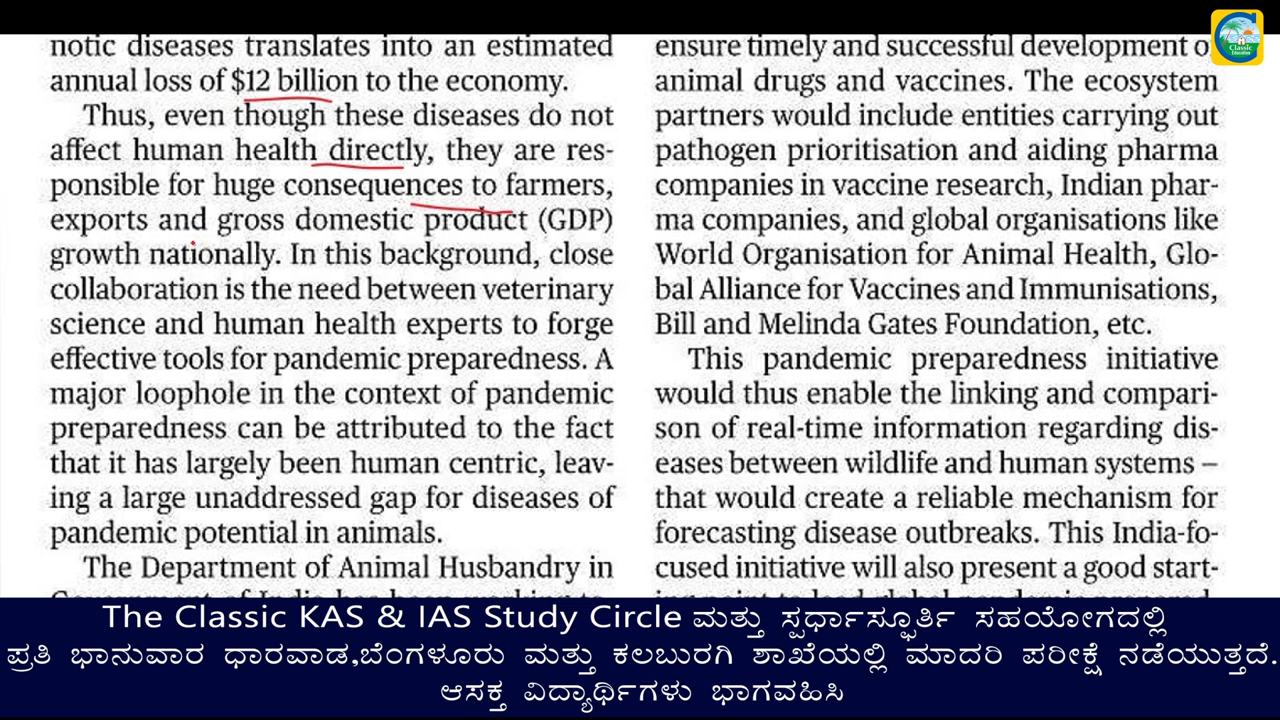 notic diseases translates into an estimated
annual loss of $12 billion to the economy.
Thus, even though these diseases do not
affect human health directly, they are res-
ponsible for huge consequences to farmers,
exports and gross domestic product (GDP)
growth nationally. In this background, close
collaboration is the need between veterinary
science and human health experts to forge
effective tools for pandemic preparedness. A
major loophole in the context of pandemic
preparedness can be attributed to the fact
that it has largely been human centric, leav-
ing a large unaddressed gap for diseases of
pandemic potential in animals.
The Department of Animal Husbandry in
ensure timely and successful development of
animal drugs and vaccines. The ecosystem
partners would include entities carrying out
pathogen prioritisation and aiding pharma
companies in vaccine research, Indian phar-
ma companies, and global organisations like
World Organisation for Animal Health, Glo-
bal Alliance for Vaccines and Immunisations,
Bill and Melinda Gates Foundation, etc.
This pandemic preparedness initiative
would thus enable the linking and compari-
son of real-time information regarding dis-
eases between wildlife and human systems –
that would create a reliable mechanism for
forecasting disease outbreaks. This India-fo-
cused initiative will also present a good start-
Classic
Education
The Classic KAS & IAS Study Circle ಮತ್ತು ಸ್ಪರ್ಧಾಸ್ಫೂರ್ತಿ ಸಹಯೋಗದಲ್ಲಿ
ಪ್ರತಿ ಭಾನುವಾರ ಧಾರವಾಡ,ಬೆಂಗಳೂರು ಮತ್ತು ಕಲಬುರಗಿ ಶಾಖೆಯಲ್ಲಿ ಮಾದರಿ ಪರೀಕ್ಷೆ ನಡೆಯುತ್ತದೆ.
ಆಸಕ್ತ ವಿದ್ಯಾರ್ಥಿಗಳು ಭಾಗವಹಿಸಿ